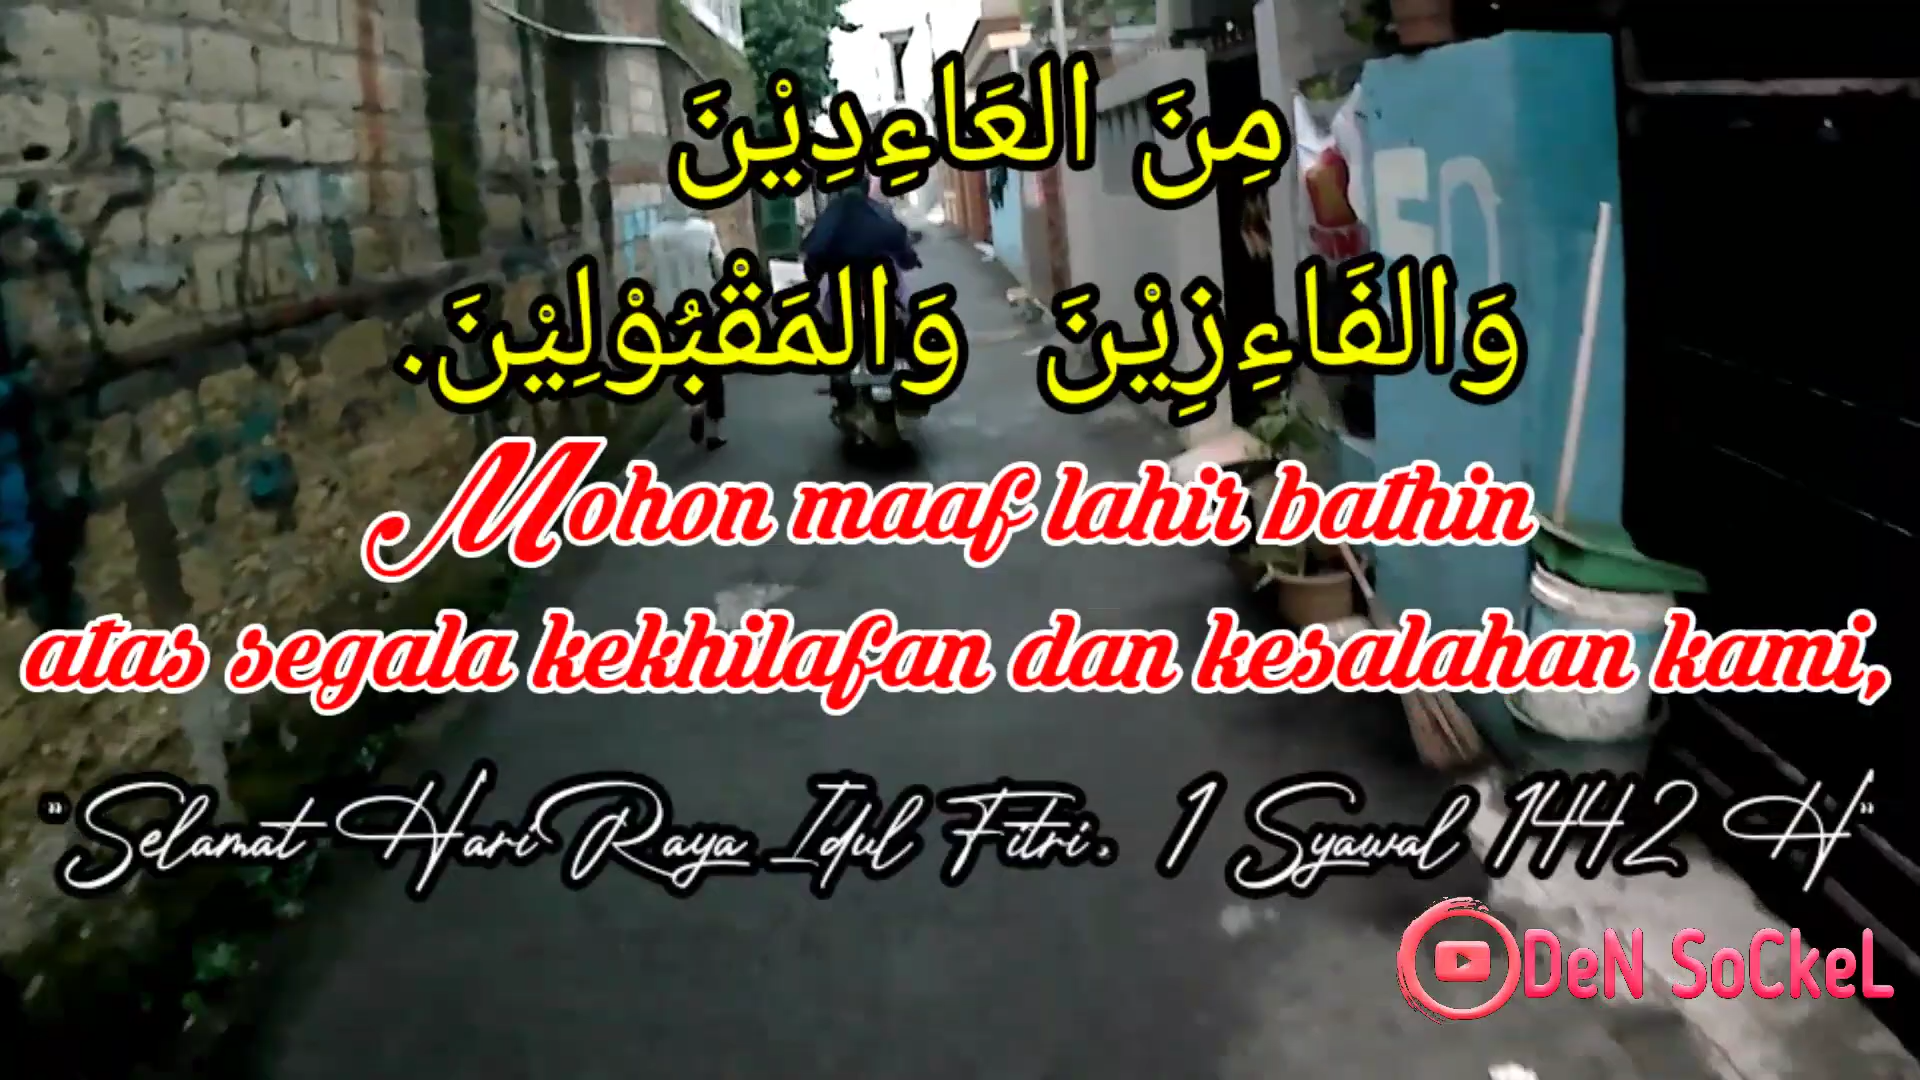 مِنَ العَاءِدِيْنَ
وَالفَاءِزِيْنَ وَالمَقْبُوْلِيْنَ.
Mohon maaf lahir bathin
atas segala kekhilafan dan kesalahan kami,
"Selamat Hari Raya Idul Fitri. 1 Syawal 1442 H"
DeN SoCkeL